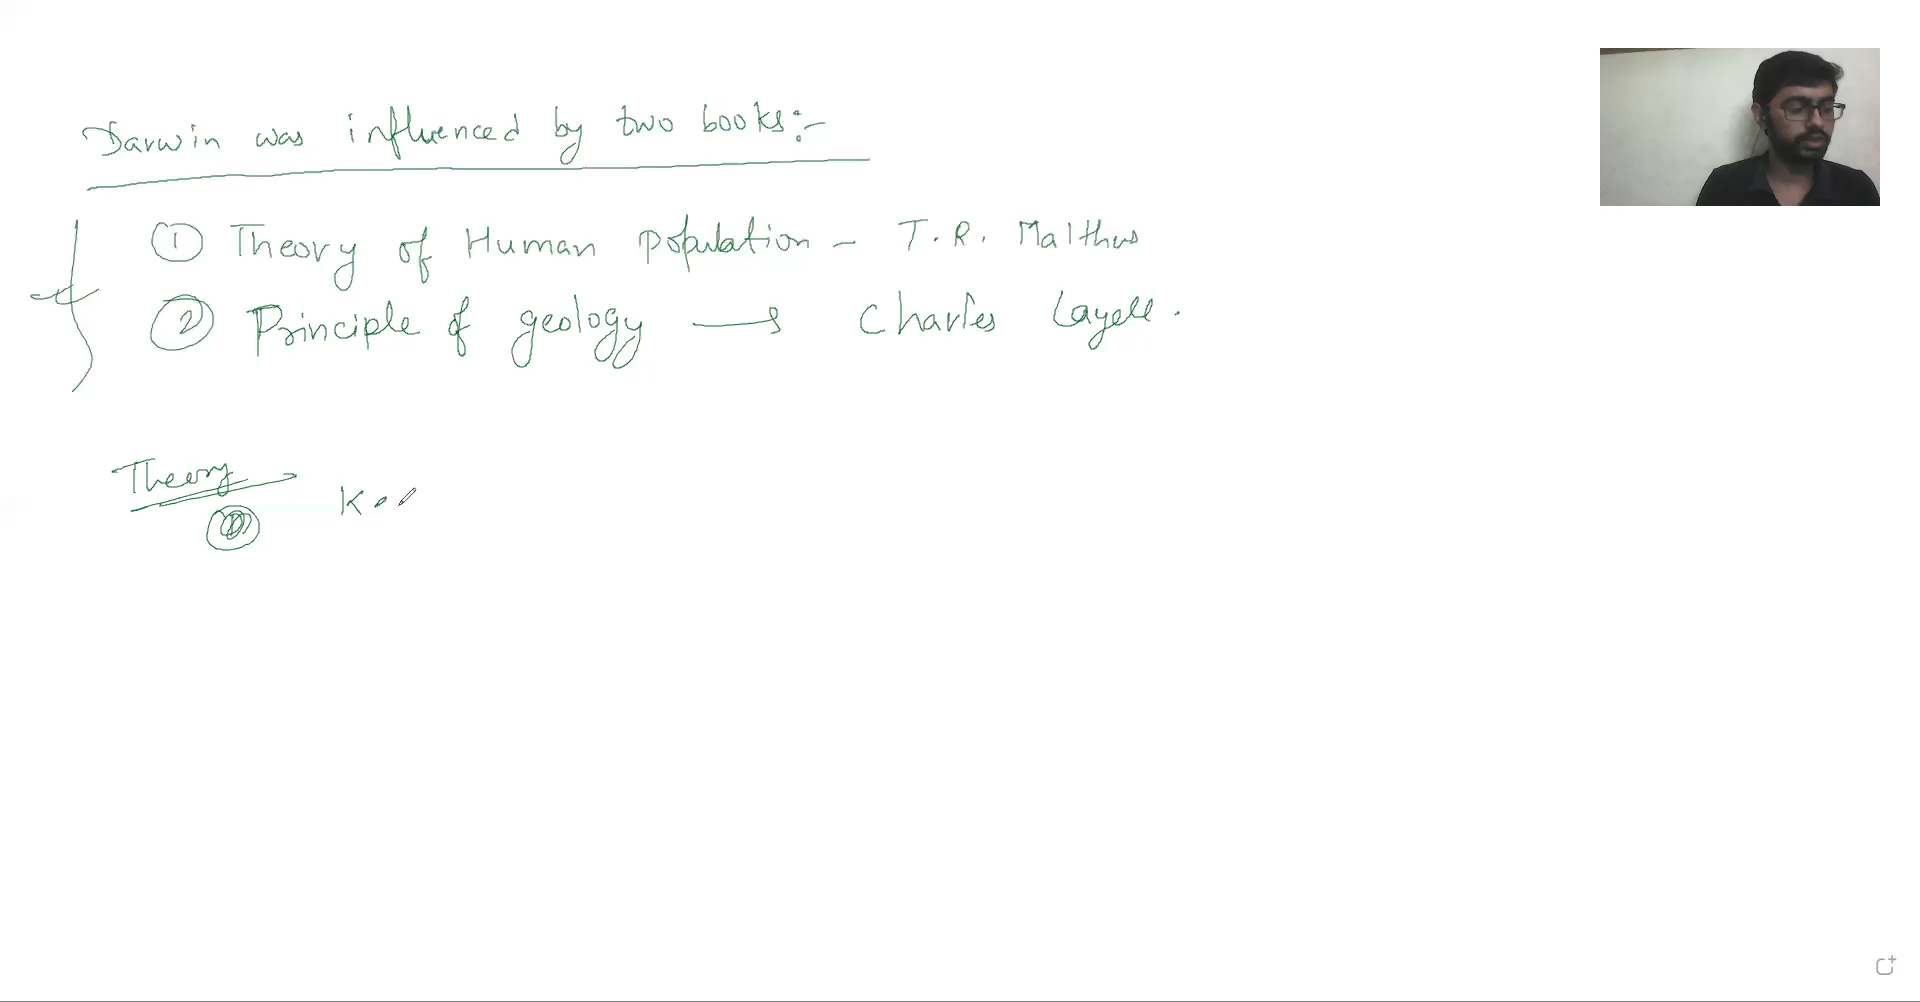 Darwin was influenced by two books:-
① Theory of Human Population - T.R. Malthus
② Principle of geology → Charles Layell.
Theory
K